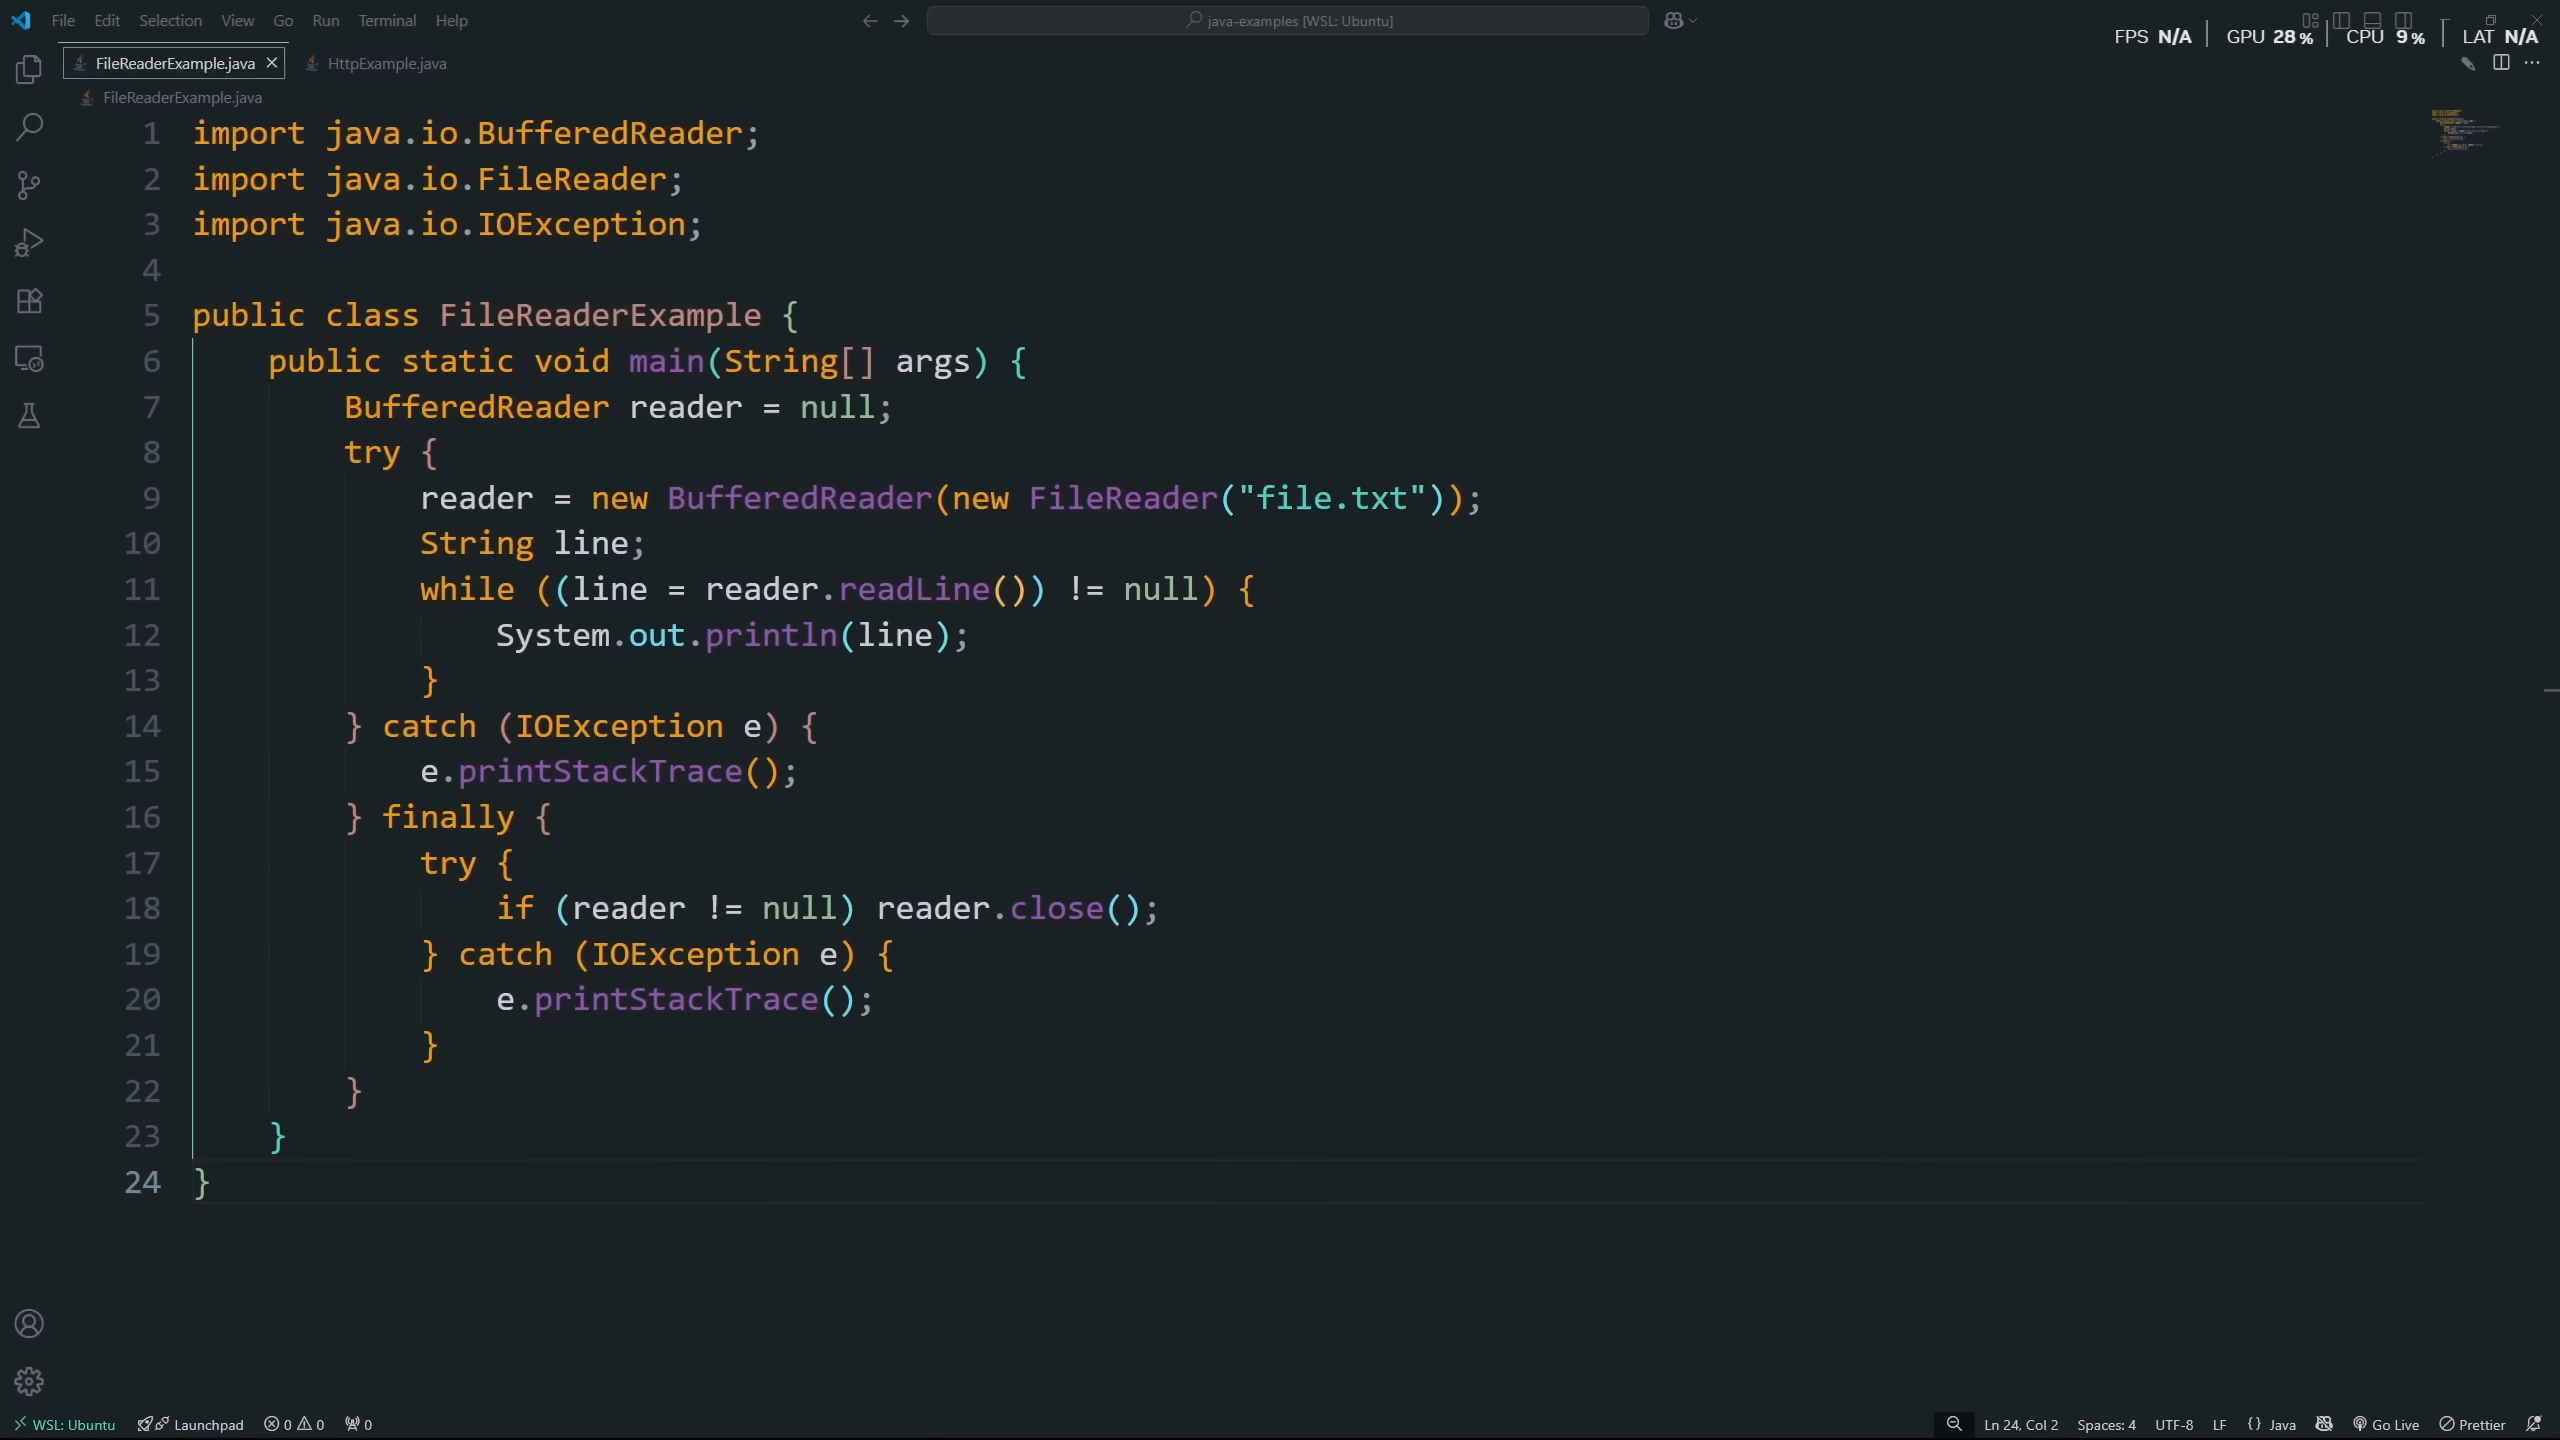 File Edit Selection View Go Run Terminal Help
java-examples [WSL: Ubuntu]
FPS N/A GPU 28 % CPU 9 % LAT N/A
FileReaderExample.java HttpExample.java
FileReaderExample.java
1 import java.io.BufferedReader;
2 import java.io.FileReader;
3 import java.io.IOException;
4
5 public class FileReaderExample {
6     public static void main(String[] args) {
7         BufferedReader reader = null;
8         try {
9             reader = new BufferedReader(new FileReader("file.txt"));
10             String line;
11             while ((line = reader.readLine()) != null) {
12                 System.out.println(line);
13             }
14         } catch (IOException e) {
15             e.printStackTrace();
16         } finally {
17             try {
18                 if (reader != null) reader.close();
19             } catch (IOException e) {
20                 e.printStackTrace();
21             }
22         }
23     }
24 }
WSL: Ubuntu Launchpad 0 0 0 Ln 24, Col 2 Spaces: 4 UTF-8 LF {} Java Go Live Prettier